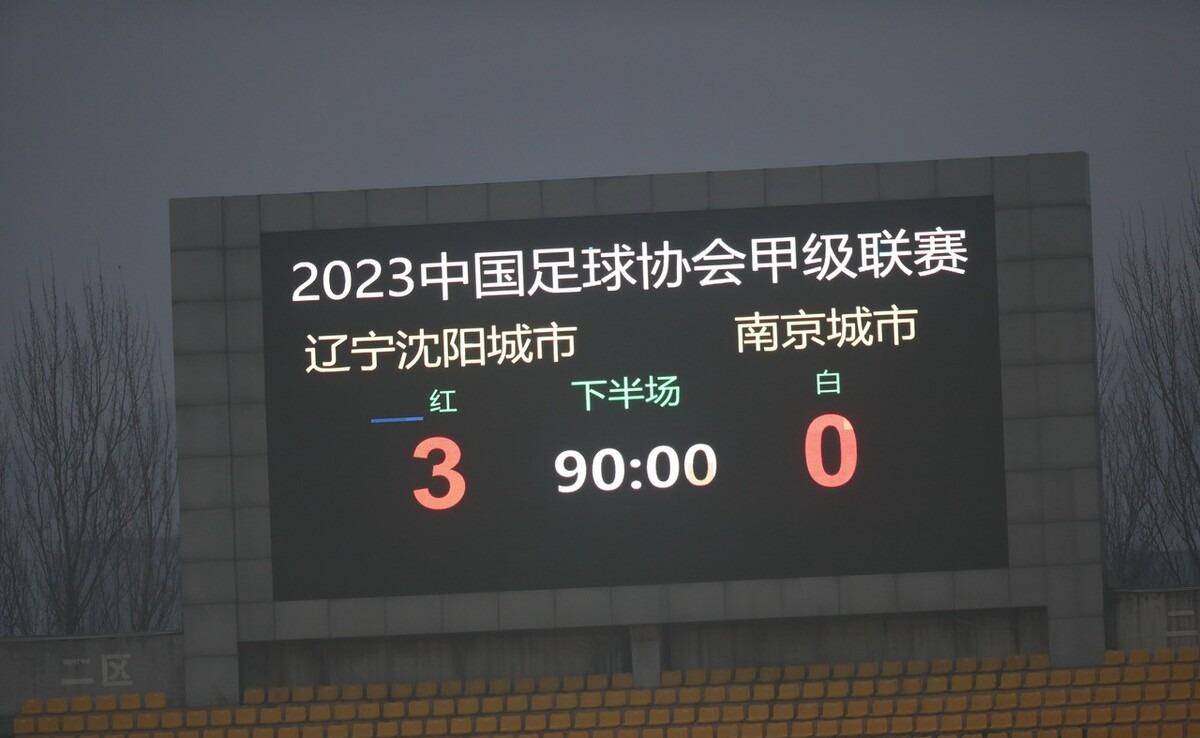 2023中国足球协会甲级联赛
辽宁沈阳城市 南京城市
红 下半场 白
3 90:00 0
二区